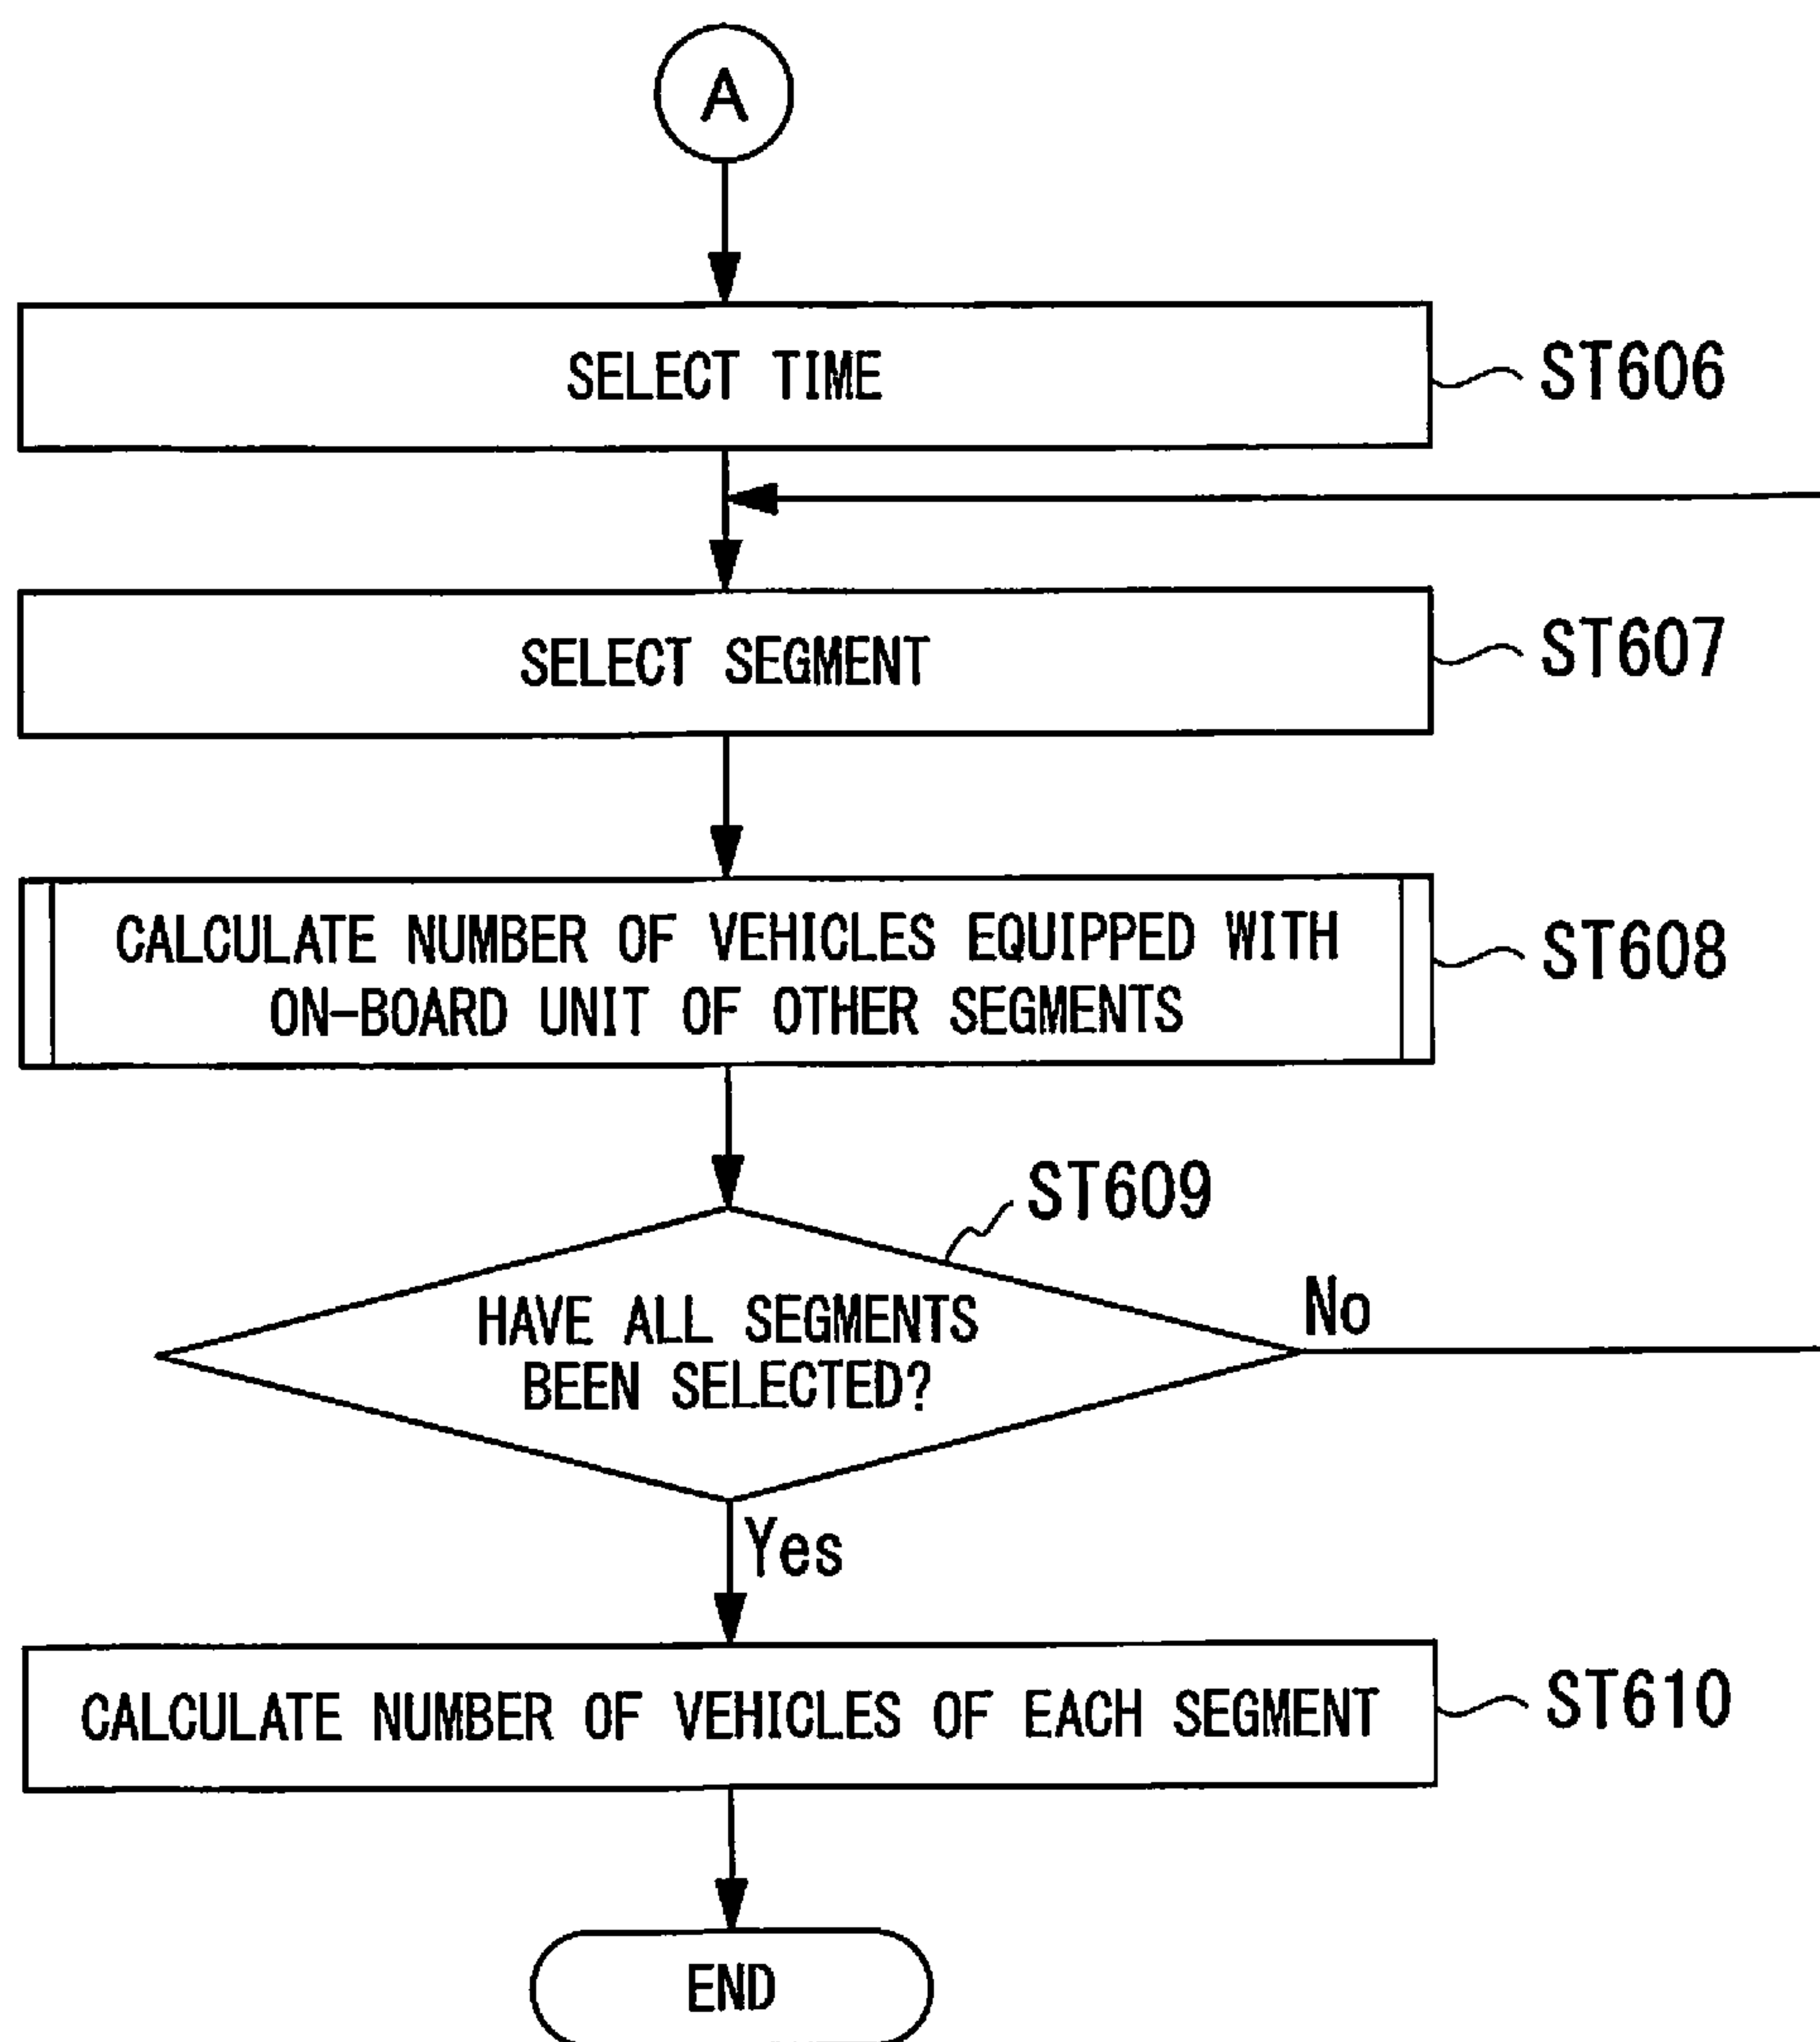 A
SELECT TIME
ST606
SELECT SEGMENT
ST607
CALCULATE NUMBER OF VEHICLES EQUIPPED WITH
ON-BOARD UNIT OF OTHER SEGMENTS
ST608
ST609
HAVE ALL SEGMENTS
BEEN SELECTED?
No
Yes
CALCULATE NUMBER OF VEHICLES OF EACH SEGMENT
ST610
END